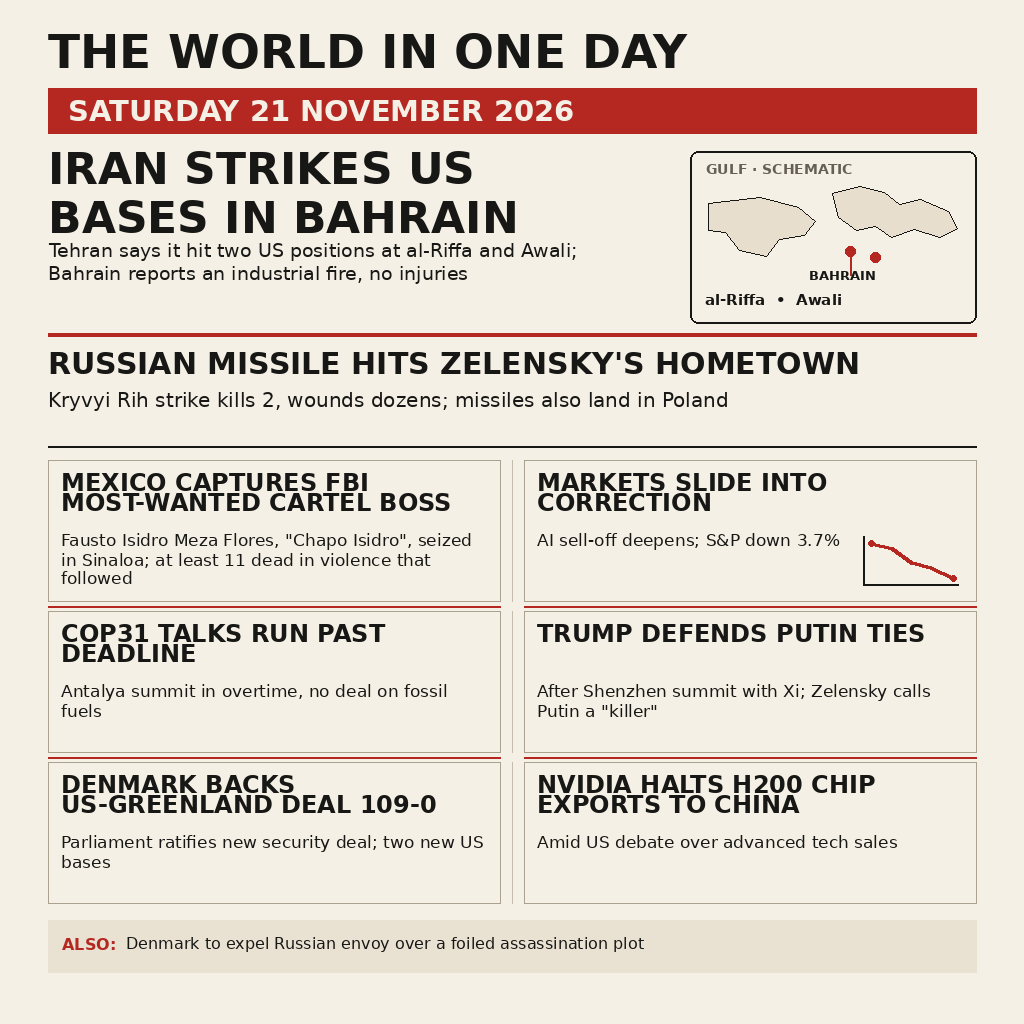 THE WORLD IN ONE DAY
SATURDAY 21 NOVEMBER 2026
IRAN STRIKES US
BASES IN BAHRAIN
Tehran says it hit two US positions at al-Riffa and Awali;
Bahrain reports an industrial fire, no injuries
GULF · SCHEMATIC
BAHRAIN
al-Riffa • Awali
RUSSIAN MISSILE HITS ZELENSKY'S HOMETOWN
Kryvyi Rih strike kills 2, wounds dozens; missiles also land in Poland
MEXICO CAPTURES FBI
MOST-WANTED CARTEL BOSS
Fausto Isidro Meza Flores, "Chapo Isidro", seized
in Sinaloa; at least 11 dead in violence that
followed
MARKETS SLIDE INTO
CORRECTION
AI sell-off deepens; S&P down 3.7%
COP31 TALKS RUN PAST
DEADLINE
Antalya summit in overtime, no deal on fossil
fuels
TRUMP DEFENDS PUTIN TIES
After Shenzhen summit with Xi; Zelensky calls
Putin a "killer"
DENMARK BACKS
US-GREENLAND DEAL 109-0
Parliament ratifies new security deal; two new US
bases
NVIDIA HALTS H200 CHIP
EXPORTS TO CHINA
Amid US debate over advanced tech sales
ALSO: Denmark to expel Russian envoy over a foiled assassination plot